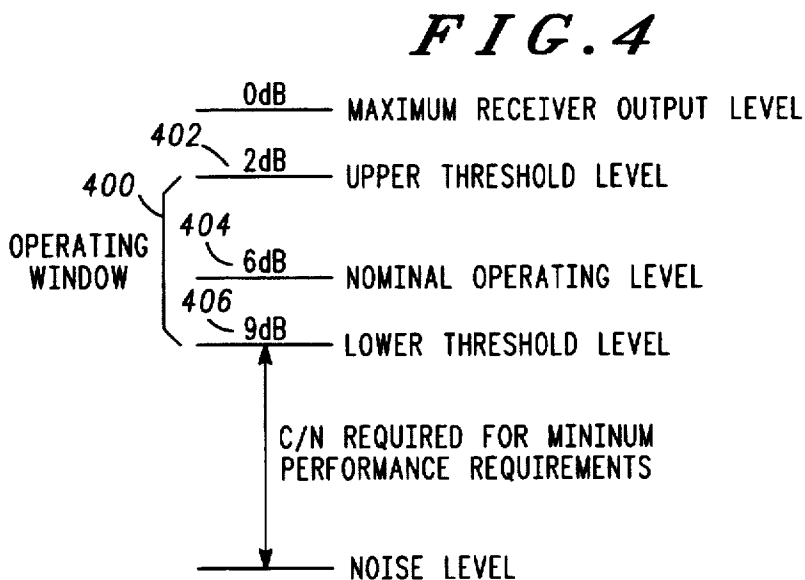 FIG.4
0dB MAXIMUM RECEIVER OUTPUT LEVEL
402
2dB UPPER THRESHOLD LEVEL
400
404
OPERATING
WINDOW
6dB NOMINAL OPERATING LEVEL
406
9dB LOWER THRESHOLD LEVEL
C/N REQUIRED FOR MININUM
PERFORMANCE REQUIREMENTS
NOISE LEVEL